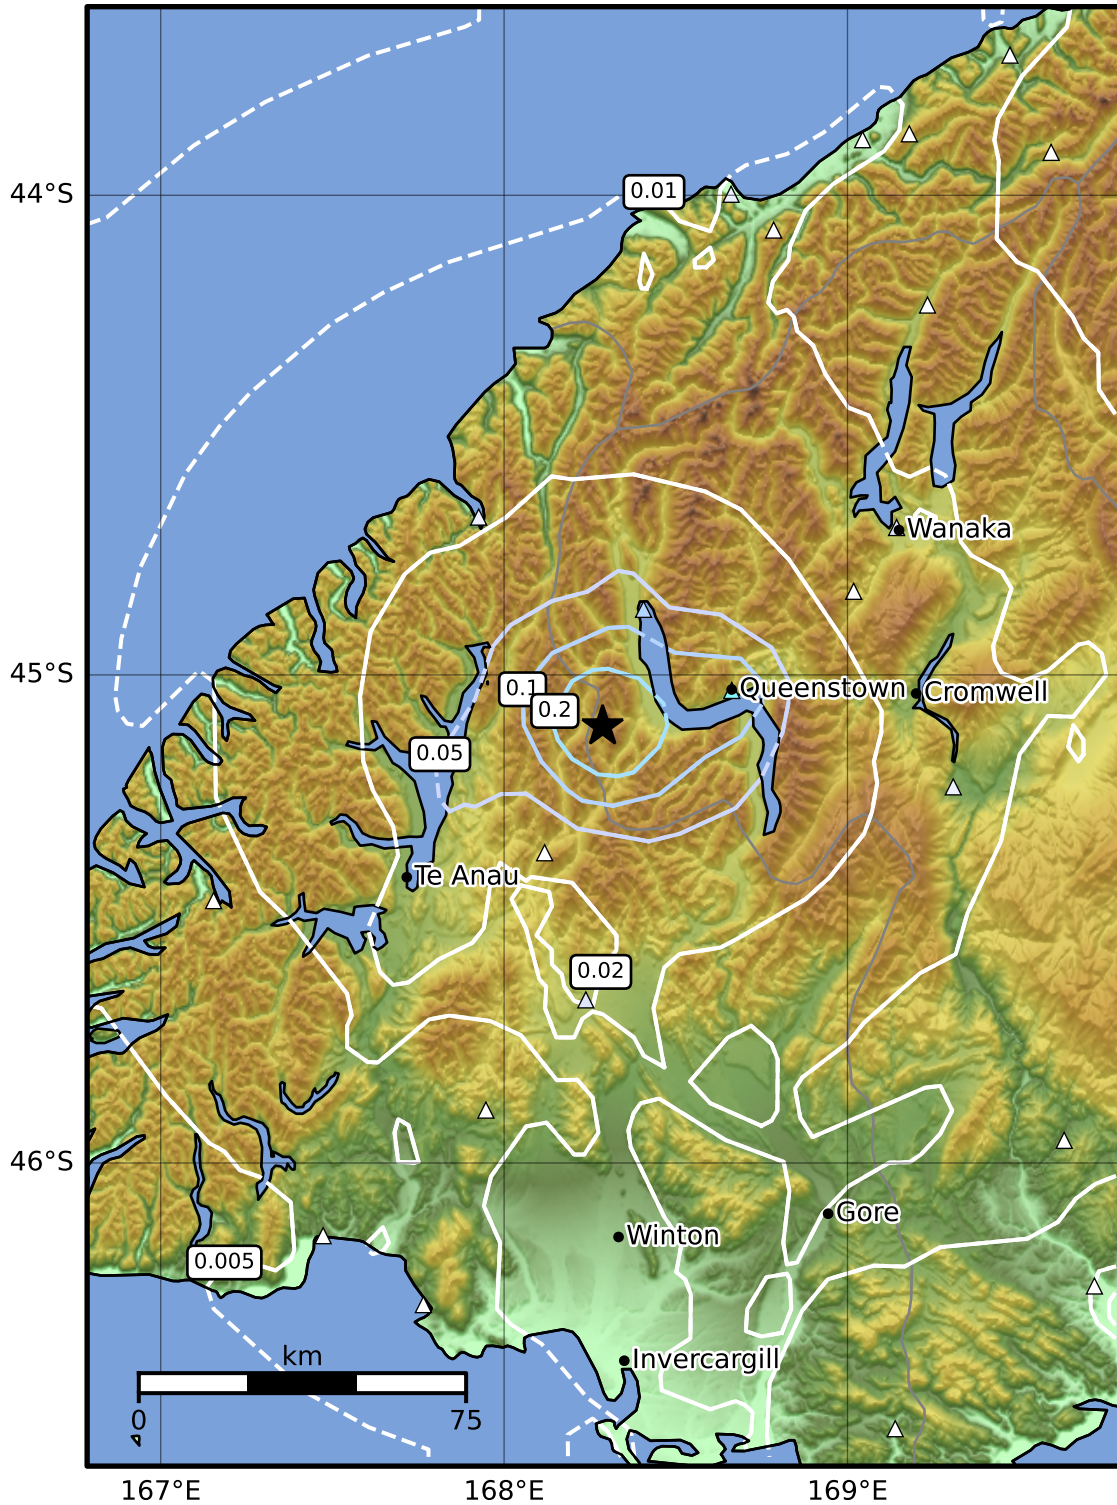 0.01
44°S
Wanaka
45°S
0.1
Queenstown
Cromwell
0.2
0.05
Te Anau
0.02
46°S
Gore
Winton
0.005
km
Invercargill
0
75
167°E
168°E
169°E